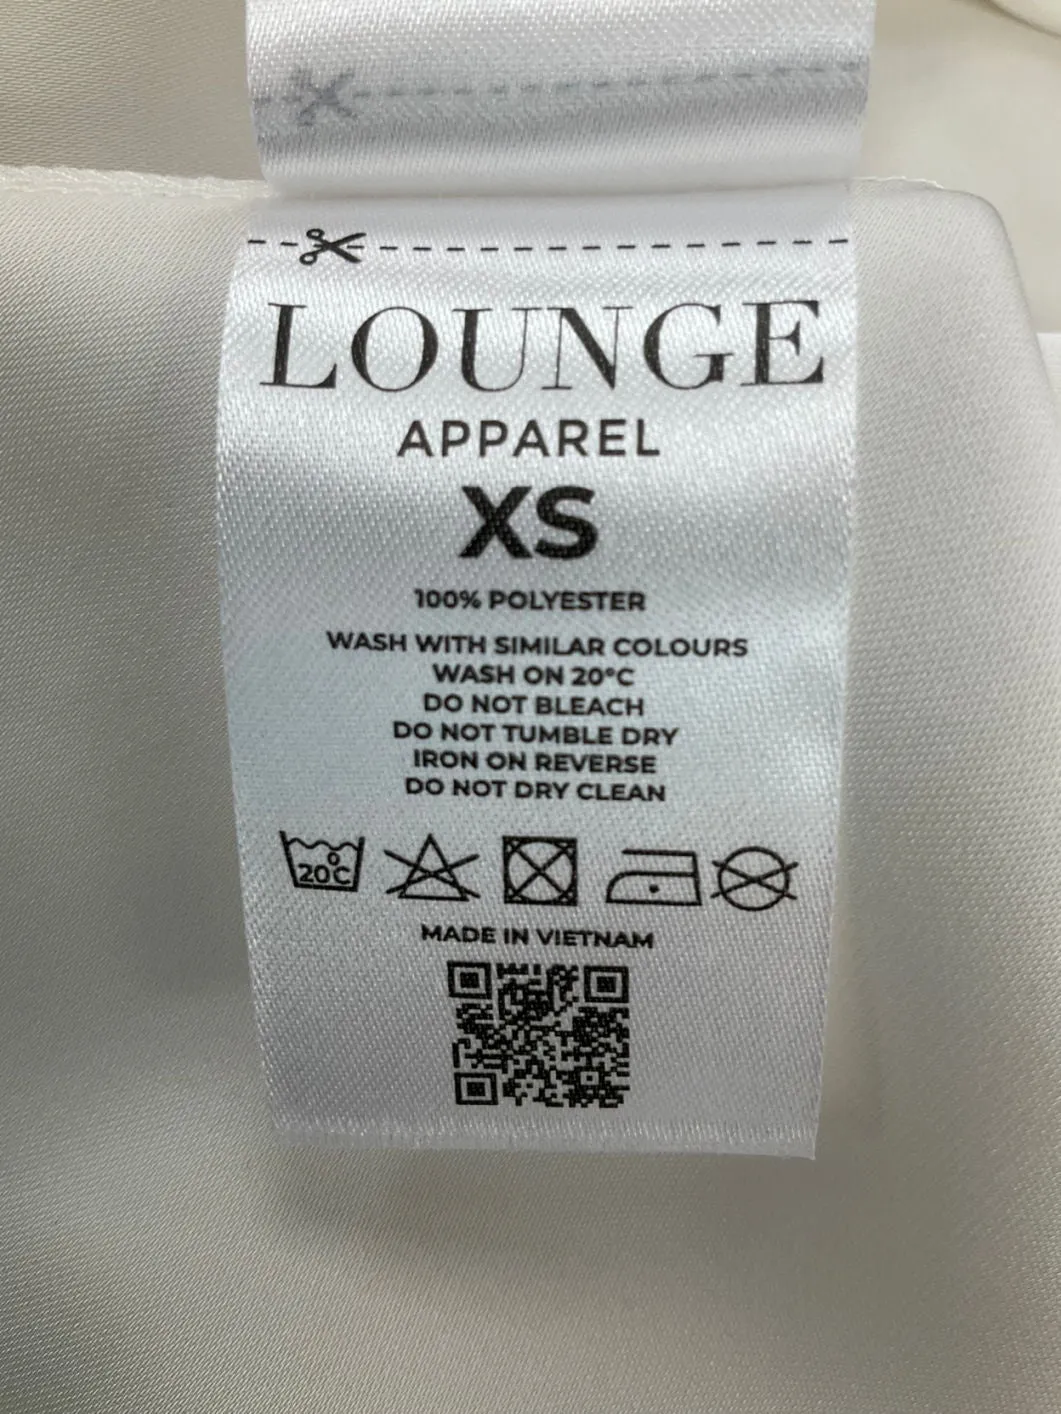 LOUNGE
APPAREL
XS
100% POLYESTER
WASH WITH SIMILAR COLOURS
WASH ON 20°C
DO NOT BLEACH
DO NOT TUMBLE DRY
IRON ON REVERSE
DO NOT DRY CLEAN
20°C
MADE IN VIETNAM